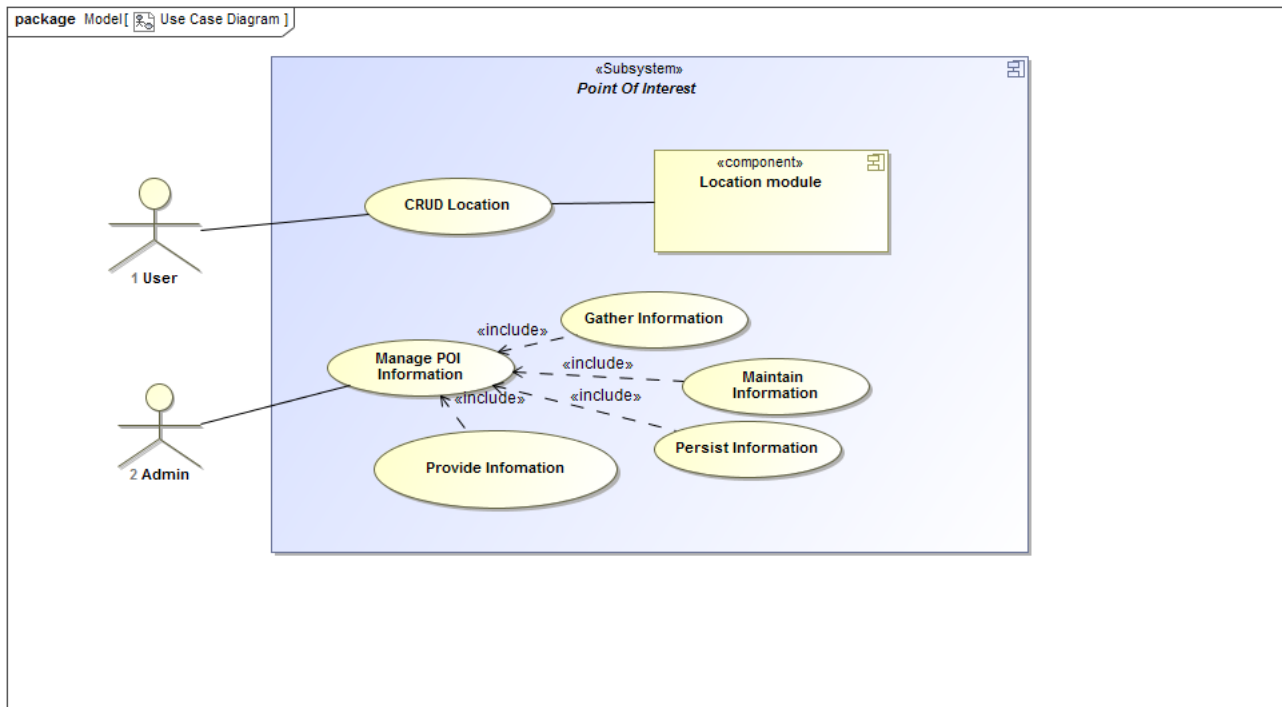 package Model[ Use Case Diagram ]
«Subsystem»
Point Of Interest
«component»
Location module
CRUD Location
1 User
Gather Information
«include»
Manage POI
Information
«include»
Maintain
Information
«include»
«include»
Persist Information
Provide Infomation
2 Admin